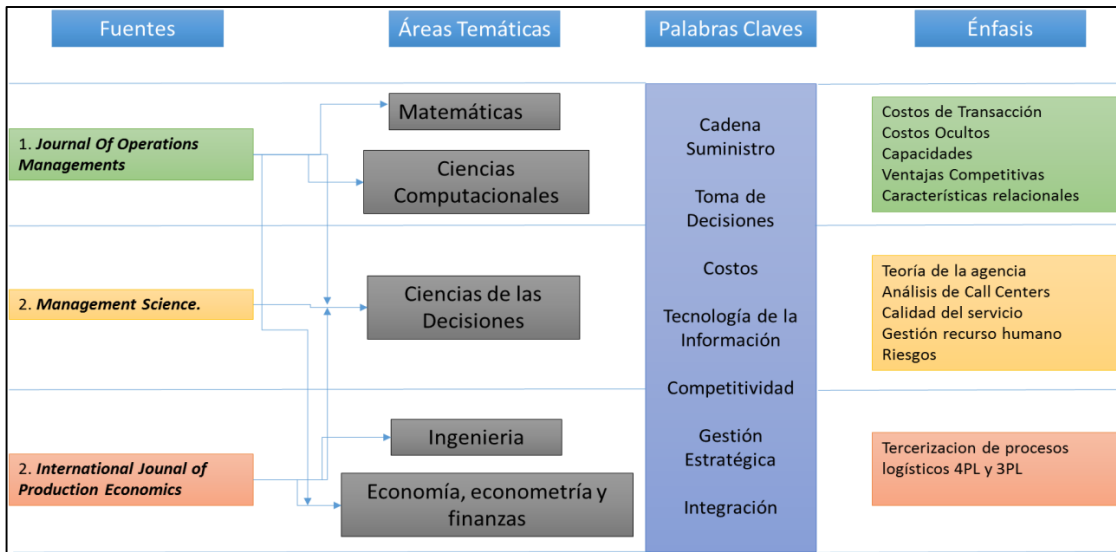 Fuentes
Áreas Temáticas
Palabras Claves
Énfasis
1. Journal Of Operations
Managements
Matemáticas
Ciencias
Computacionales
2. Management Science.
Ciencias de las
Decisiones
2. International Jounal of
Production Economics
Ingenieria
Economía, econometría y
finanzas
Cadena
Suministro
Toma de
Decisiones
Costos
Tecnología de la
Información
Competitividad
Gestión
Estratégica
Integración
Costos de Transacción
Costos Ocultos
Capacidades
Ventajas Competitivas
Características relacionales
Teoría de la agencia
Análisis de Call Centers
Calidad del servicio
Gestión recurso humano
Riesgos
Tercerizacion de procesos
logísticos 4PL y 3PL